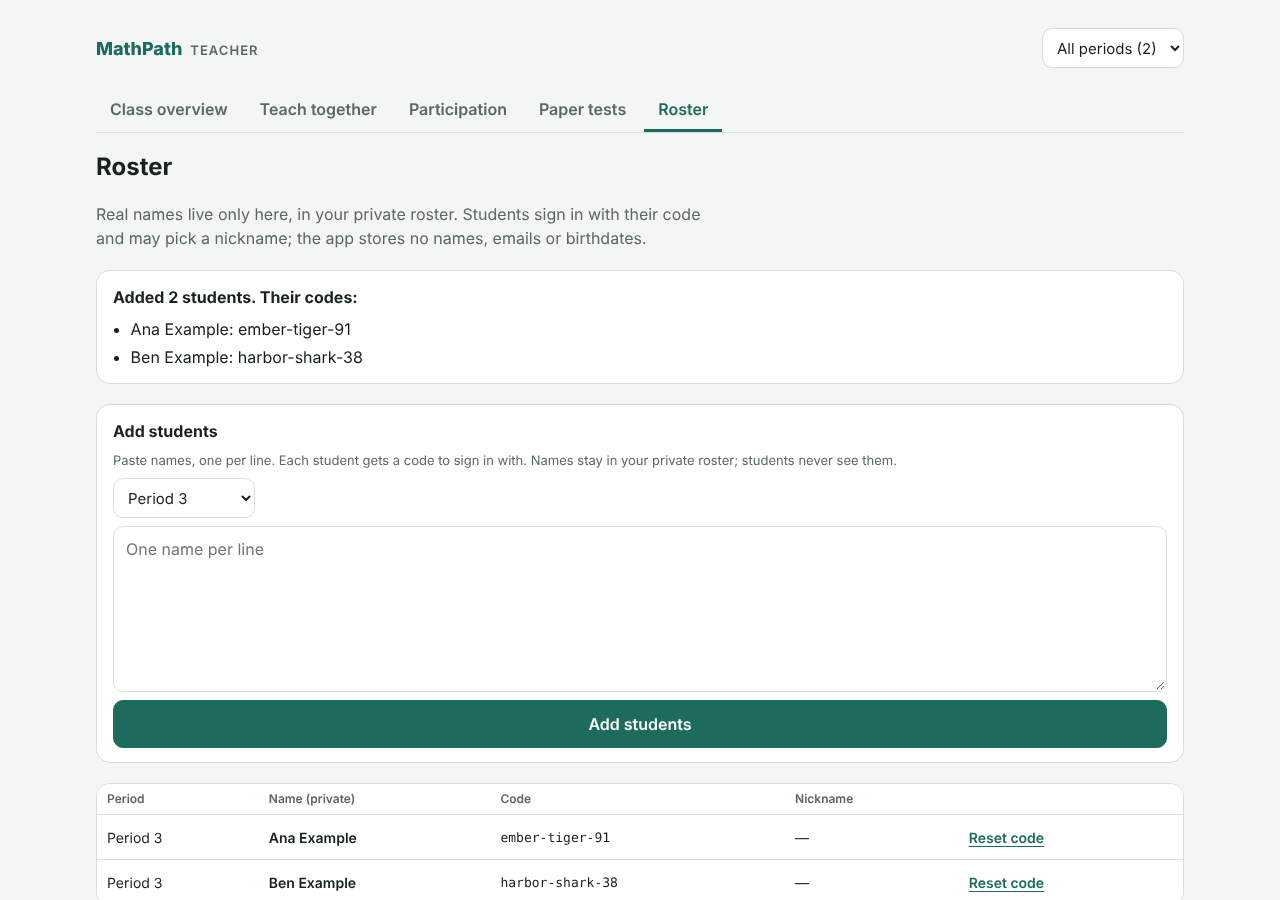 MathPath TEACHER
All periods (2)
Class overview
Teach together
Participation
Paper tests
Roster
Roster
Real names live only here, in your private roster. Students sign in with their code
and may pick a nickname; the app stores no names, emails or birthdates.
Added 2 students. Their codes:
• Ana Example: ember-tiger-91
• Ben Example: harbor-shark-38
Add students
Paste names, one per line. Each student gets a code to sign in with. Names stay in your private roster; students never see them.
Period 3
One name per line
Add students
Period Name (private) Code Nickname
Period 3 Ana Example ember-tiger-91 — Reset code
Period 3 Ben Example harbor-shark-38 — Reset code